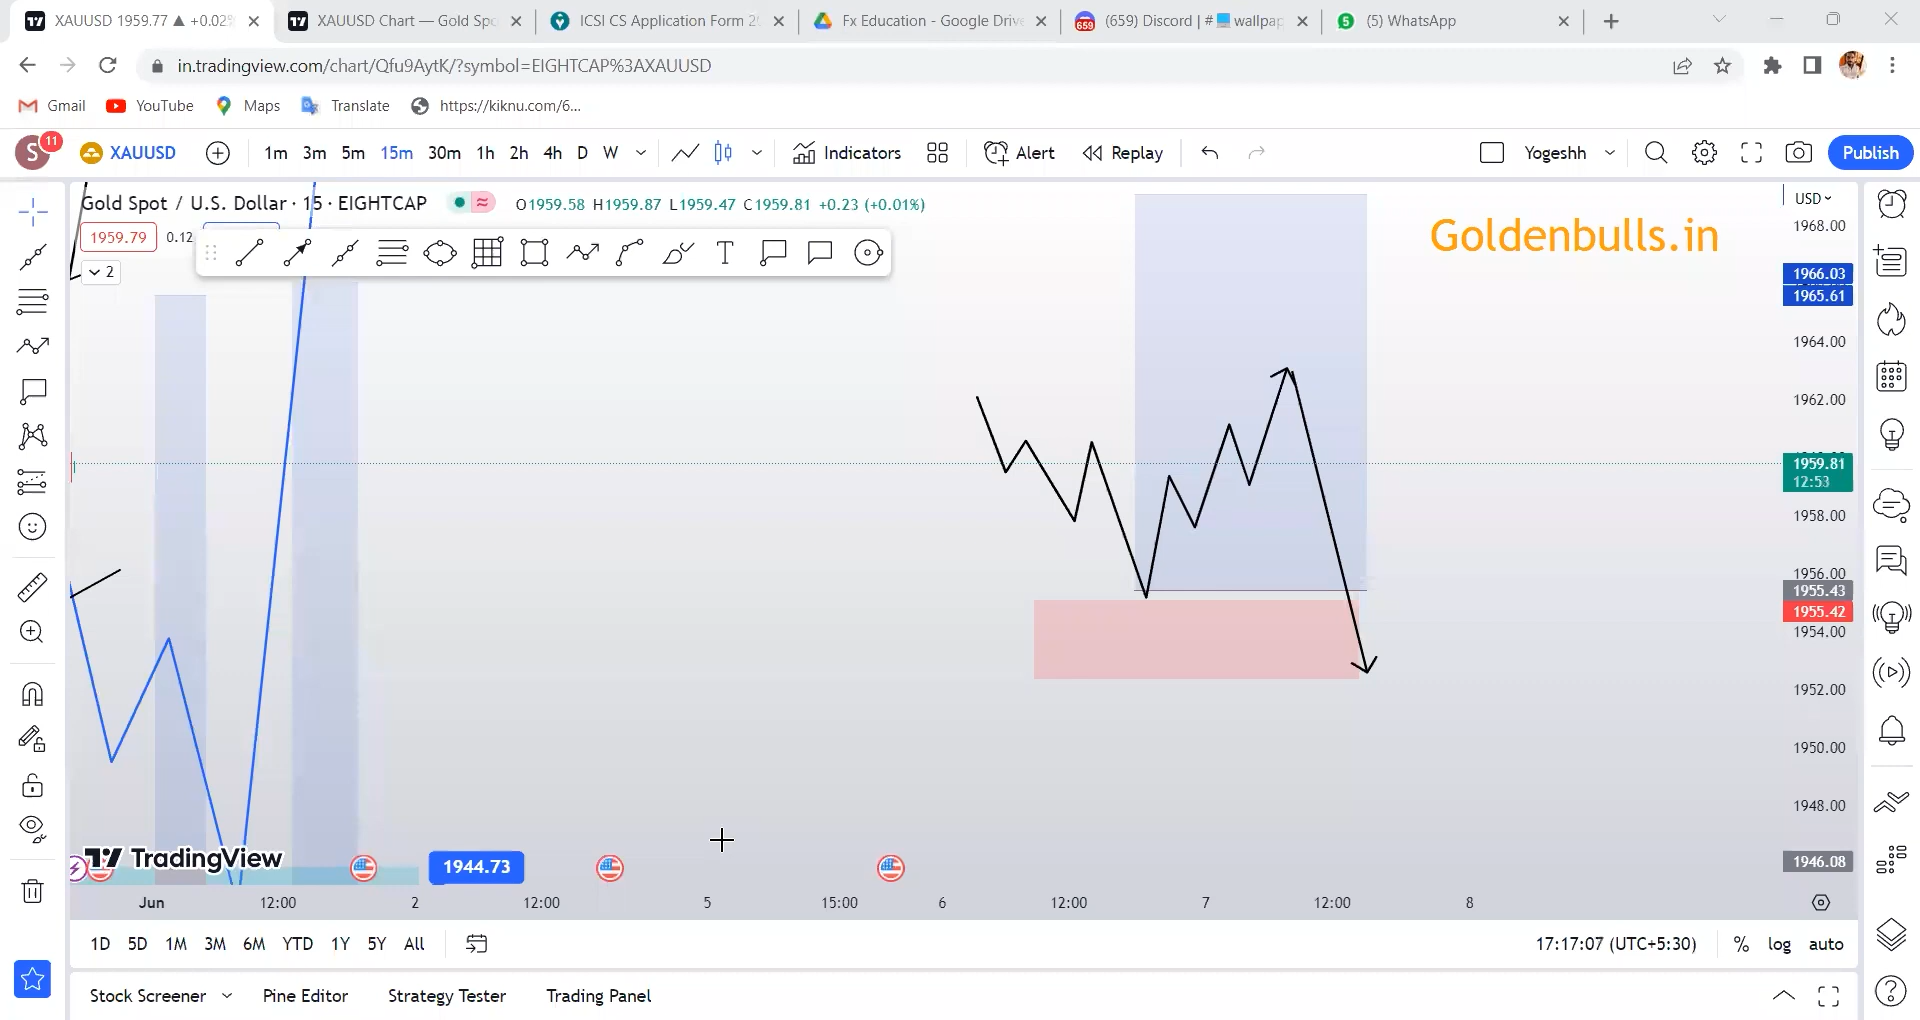 XAUUSD 1959.77 ▲ +0.02%
XAUUSD Chart — Gold Spo
ICSI CS Application Form 2
Fx Education - Google Drive
(659) Discord | # wallpap
(5) WhatsApp
in.tradingview.com/chart/Qfu9AytK/?symbol=EIGHTCAP%3AXAUUSD
Gmail YouTube Maps Translate https://kiknu.com/6...
S 11 XAUUSD 1m 3m 5m 15m 30m 1h 2h 4h D W Indicators Alert Replay Yogeshh Publish
Gold Spot / U.S. Dollar · 15 · EIGHTCAP O1959.58 H1959.87 L1959.47 C1959.81 +0.23 (+0.01%)
USD
1959.79 0.12
2
Goldenbulls.in
1968.00
1966.03
1965.61
1964.00
1962.00
1959.81
12:53
1958.00
1956.00
1955.43
1955.42
1954.00
1952.00
1950.00
1948.00
1946.08
TradingView
1944.73
Jun 12:00 2 12:00 5 15:00 6 12:00 7 12:00 8
1D 5D 1M 3M 6M YTD 1Y 5Y All 17:17:07 (UTC+5:30) % log auto
Stock Screener Pine Editor Strategy Tester Trading Panel